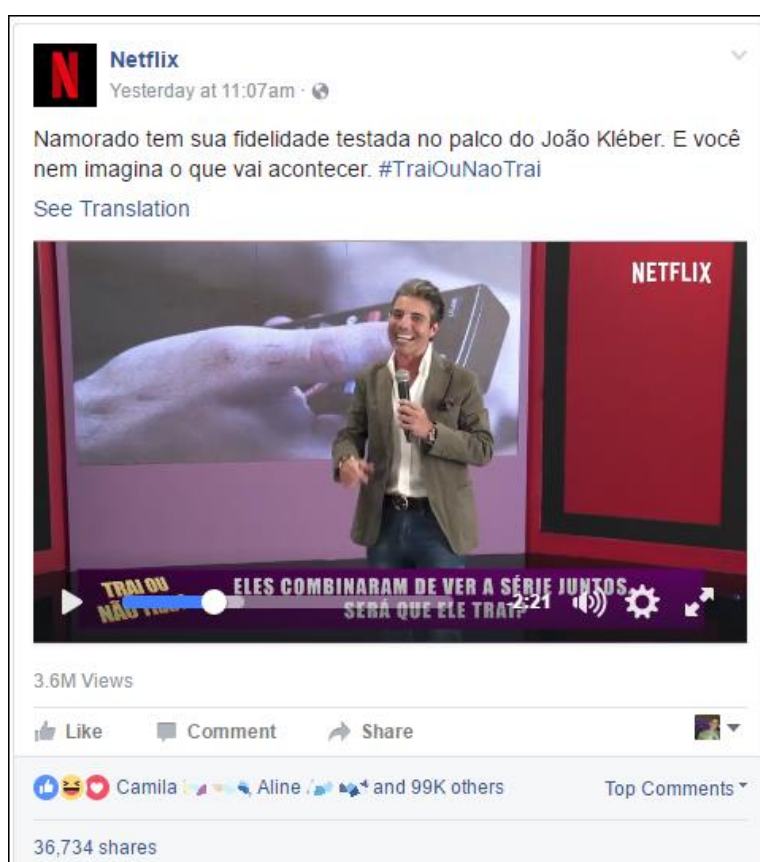 Netflix
Yesterday at 11:07am ·
Namorado tem sua fidelidade testada no palco do João Kléber. E você
nem imagina o que vai acontecer. #TraiOuNaoTrai
See Translation
NETFLIX
TRAI OU
NÃO
ELES COMBINARAM DE VER A SÉRIE JUNTOS.
SERÁ QUE ELE TRAI?
-2:21
3.6M Views
Like Comment Share
Camila , Aline and 99K others
Top Comments
36,734 shares